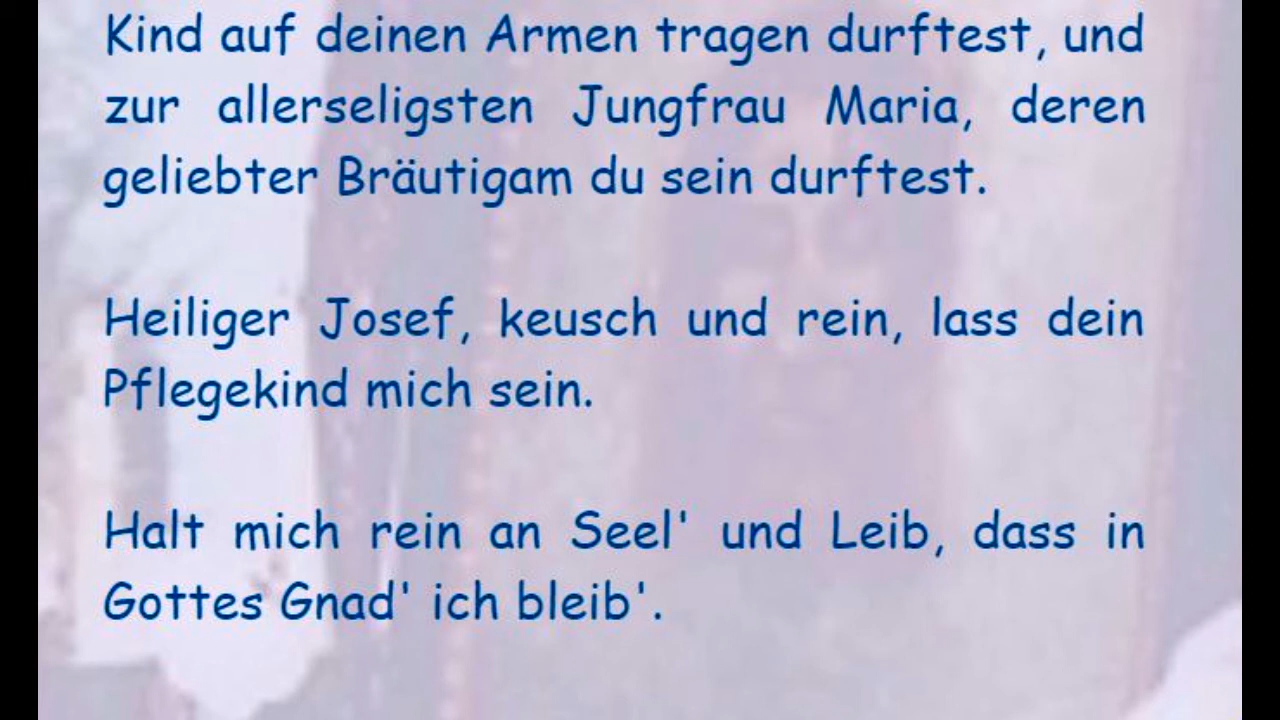 Kind auf deinen Armen tragen durftest, und
zur allerseligsten Jungfrau Maria, deren
geliebter Bräutigam du sein durftest.
Heiliger Josef, keusch und rein, lass dein
Pflegekind mich sein.
Halt mich rein an Seel' und Leib, dass in
Gottes Gnad' ich bleib'.